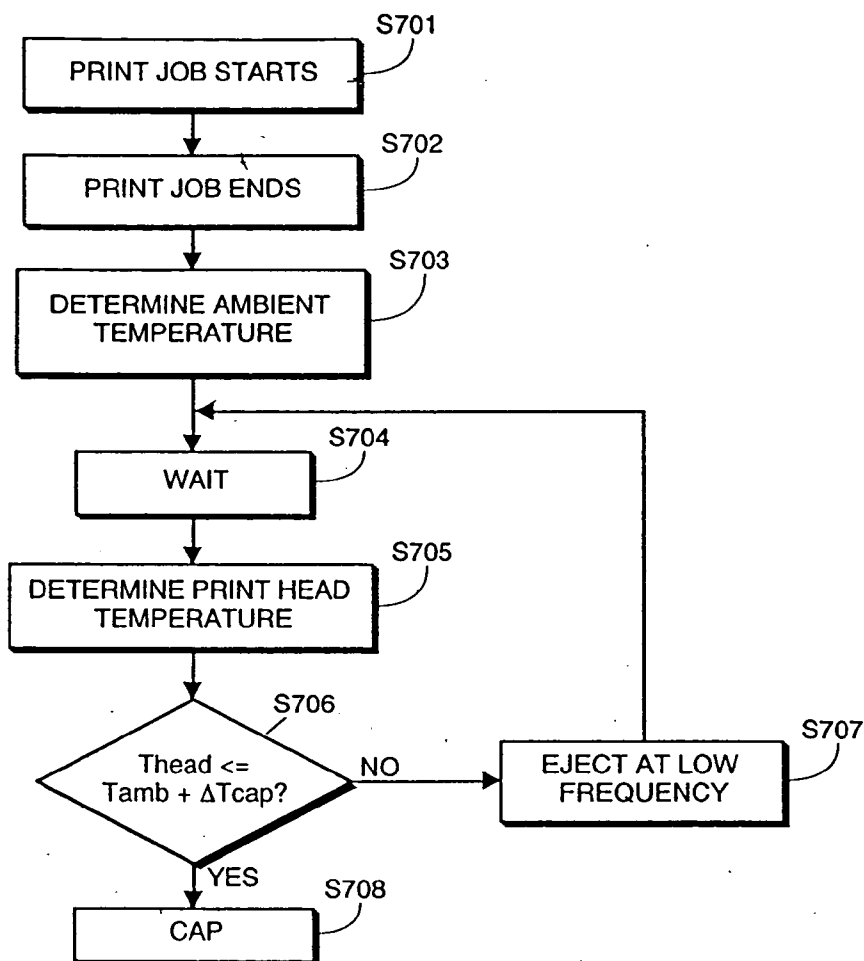 S701
PRINT JOB STARTS
S702
PRINT JOB ENDS
S703
DETERMINE AMBIENT
TEMPERATURE
S704
WAIT
S705
DETERMINE PRINT HEAD
TEMPERATURE
S706
Thead <=
Tamb + ΔTcap?
NO
S707
EJECT AT LOW
FREQUENCY
YES
S708
CAP